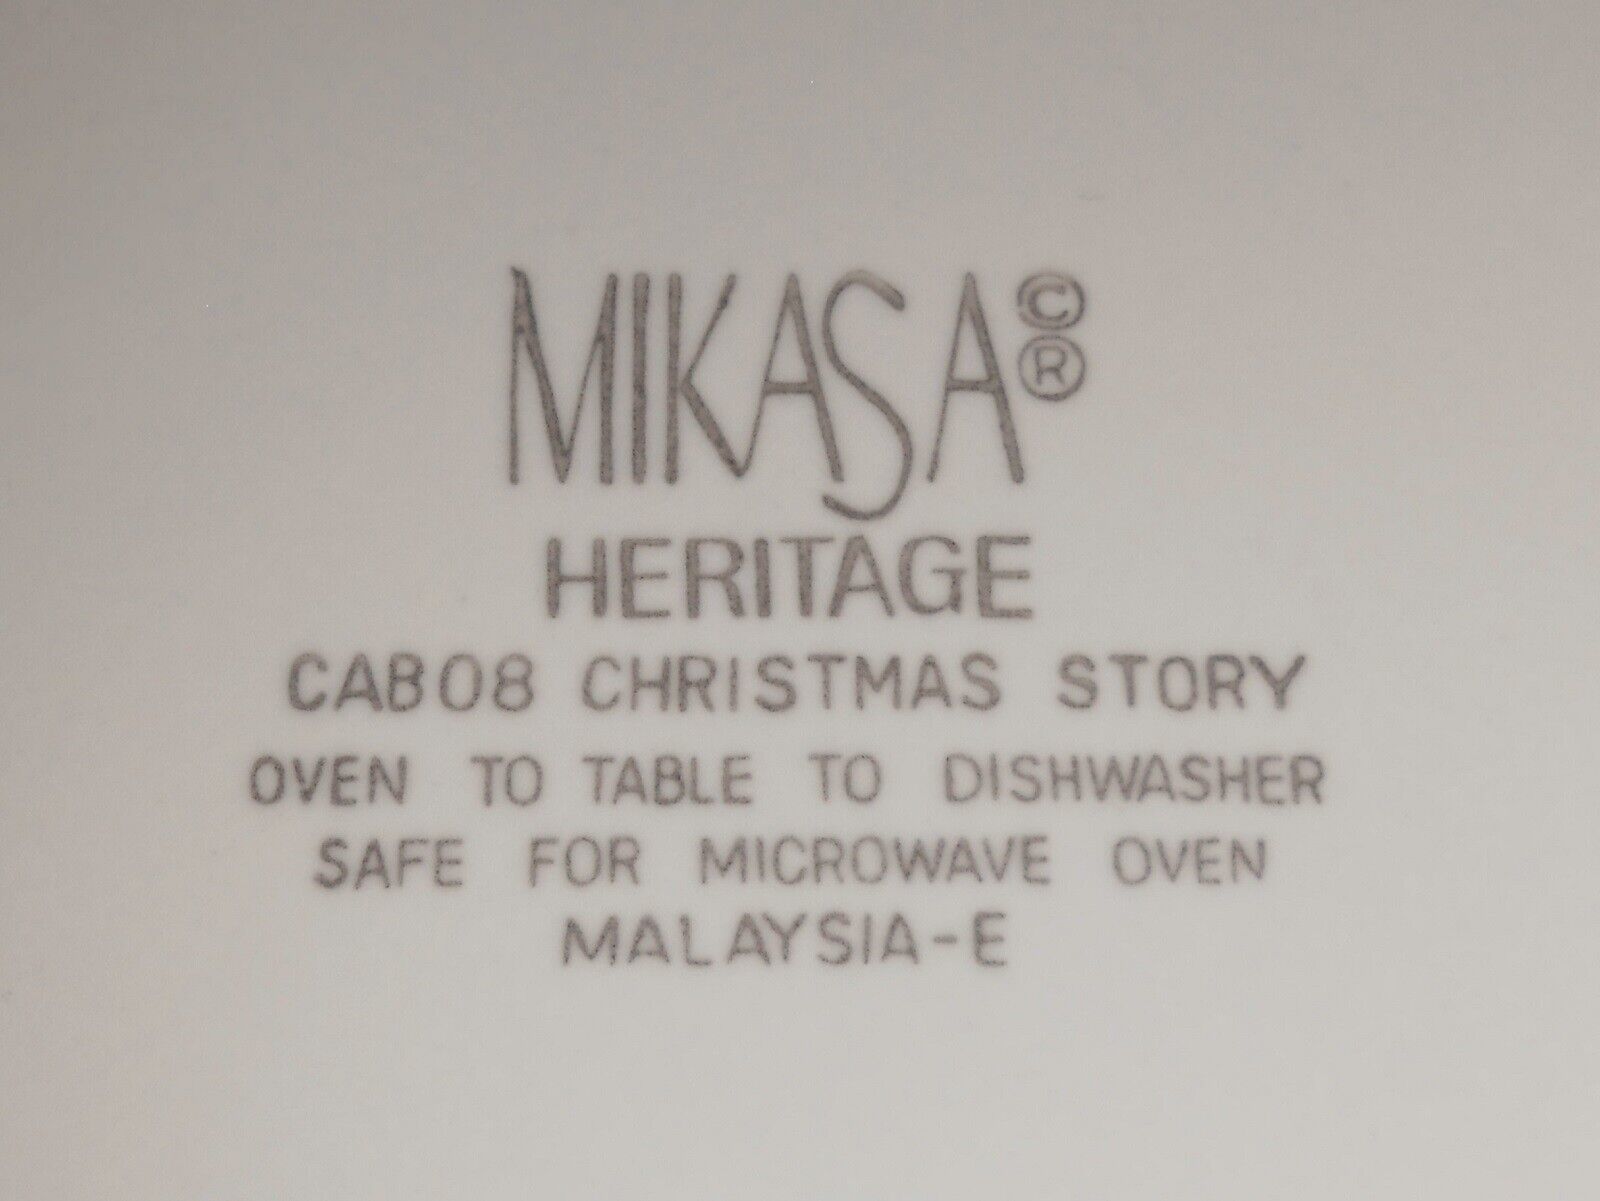 MIKASA © ®
HERITAGE
CAB08 CHRISTMAS STORY
OVEN TO TABLE TO DISHWASHER
SAFE FOR MICROWAVE OVEN
MALAYSIA-E